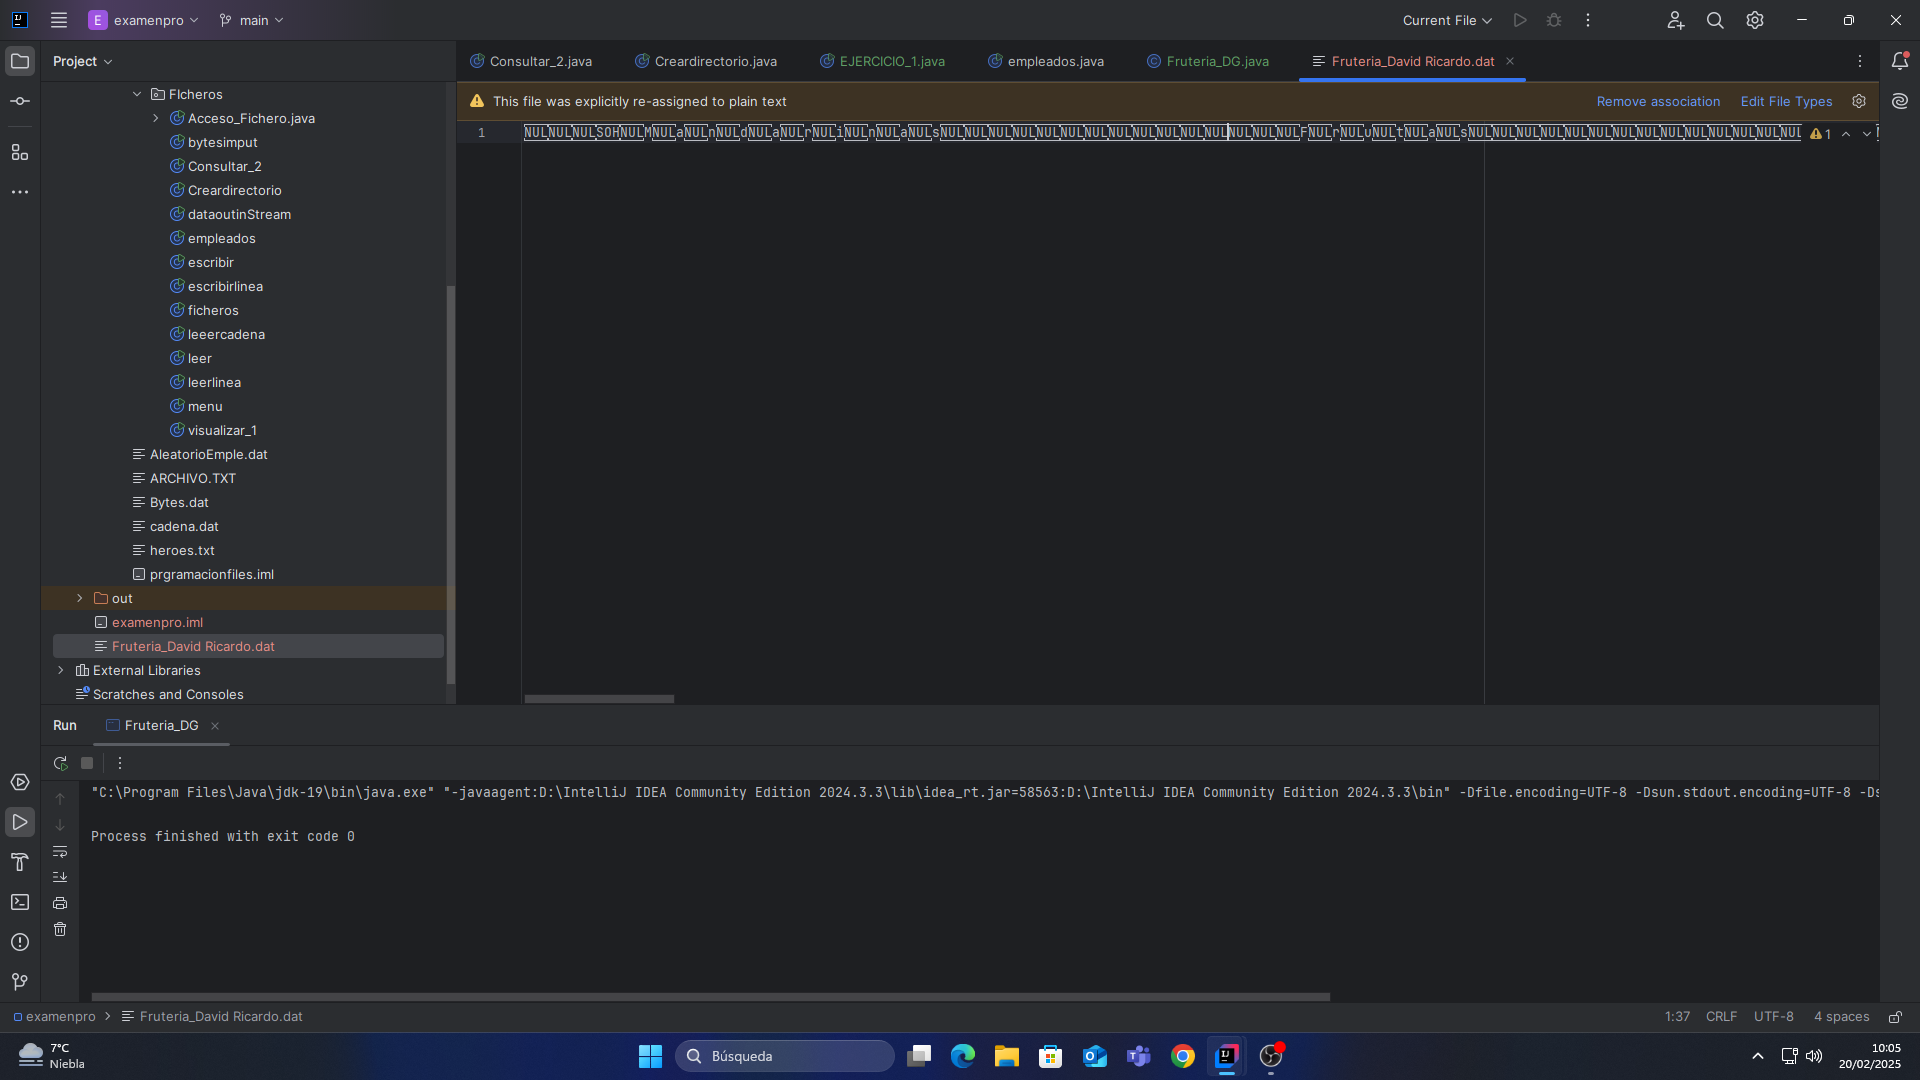 E examenpro main Current File
Project
Consultar_2.java Creardirectorio.java EJERCICIO_1.java empleados.java Fruteria_DG.java Fruteria_David Ricardo.dat
This file was explicitly re-assigned to plain text Remove association Edit File Types
FIcheros
Acceso_Fichero.java
bytesimput
Consultar_2
Creardirectorio
dataoutinStream
empleados
escribir
escribirlinea
ficheros
leeercadena
leer
leerlinea
menu
visualizar_1
AleatorioEmple.dat
ARCHIVO.TXT
Bytes.dat
cadena.dat
heroes.txt
prgramacionfiles.iml
out
examenpro.iml
Fruteria_David Ricardo.dat
External Libraries
Scratches and Consoles
1 NULNULNULSOHNULMNULaNULnNULdNULaNULrNULiNULnNULaNULsNULNULNULNULNULNULNULNULNULNULNULNULNULNULNULFNULrNULuNULtNULaNULsNULNULNULNULNULNULNULNULNULNULNULNULNULNUL 1
Run Fruteria_DG
"C:\Program Files\Java\jdk-19\bin\java.exe" "-javaagent:D:\IntelliJ IDEA Community Edition 2024.3.3\lib\idea_rt.jar=58563:D:\IntelliJ IDEA Community Edition 2024.3.3\bin" -Dfile.encoding=UTF-8 -Dsun.stdout.encoding=UTF-8 -Ds
Process finished with exit code 0
examenpro Fruteria_David Ricardo.dat 1:37 CRLF UTF-8 4 spaces
7°C
Niebla
Búsqueda
10:05
20/02/2025